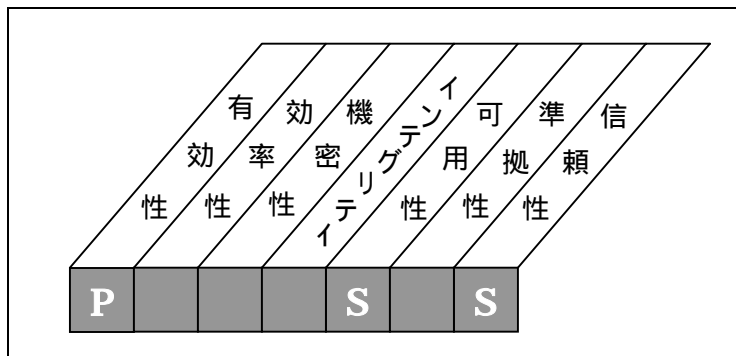 有効性
効率性
機密性
インテグリティ
可用性
準拠性
信頼性
P S S